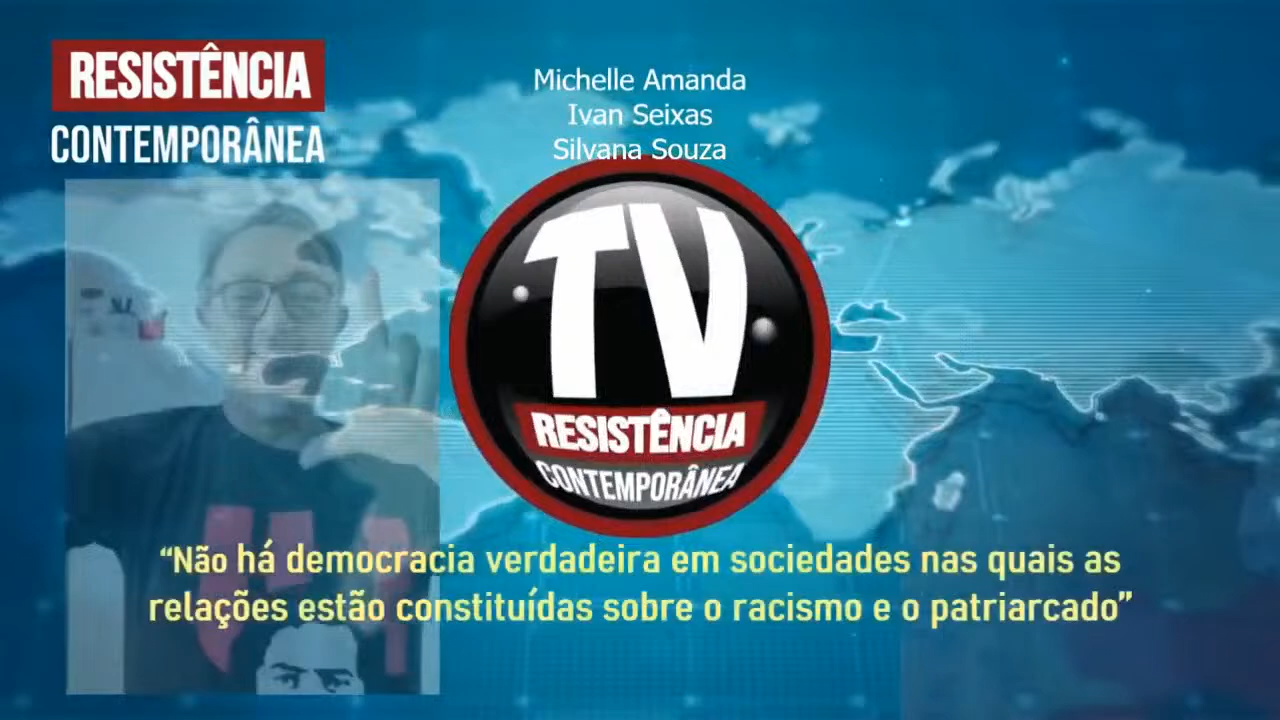 RESISTÊNCIA
CONTEMPORÂNEA
Michelle Amanda
Ivan Seixas
Silvana Souza
TV
RESISTÊNCIA
CONTEMPORÂNEA
“Não há democracia verdadeira em sociedades nas quais as
relações estão constituídas sobre o racismo e o patriarcado”